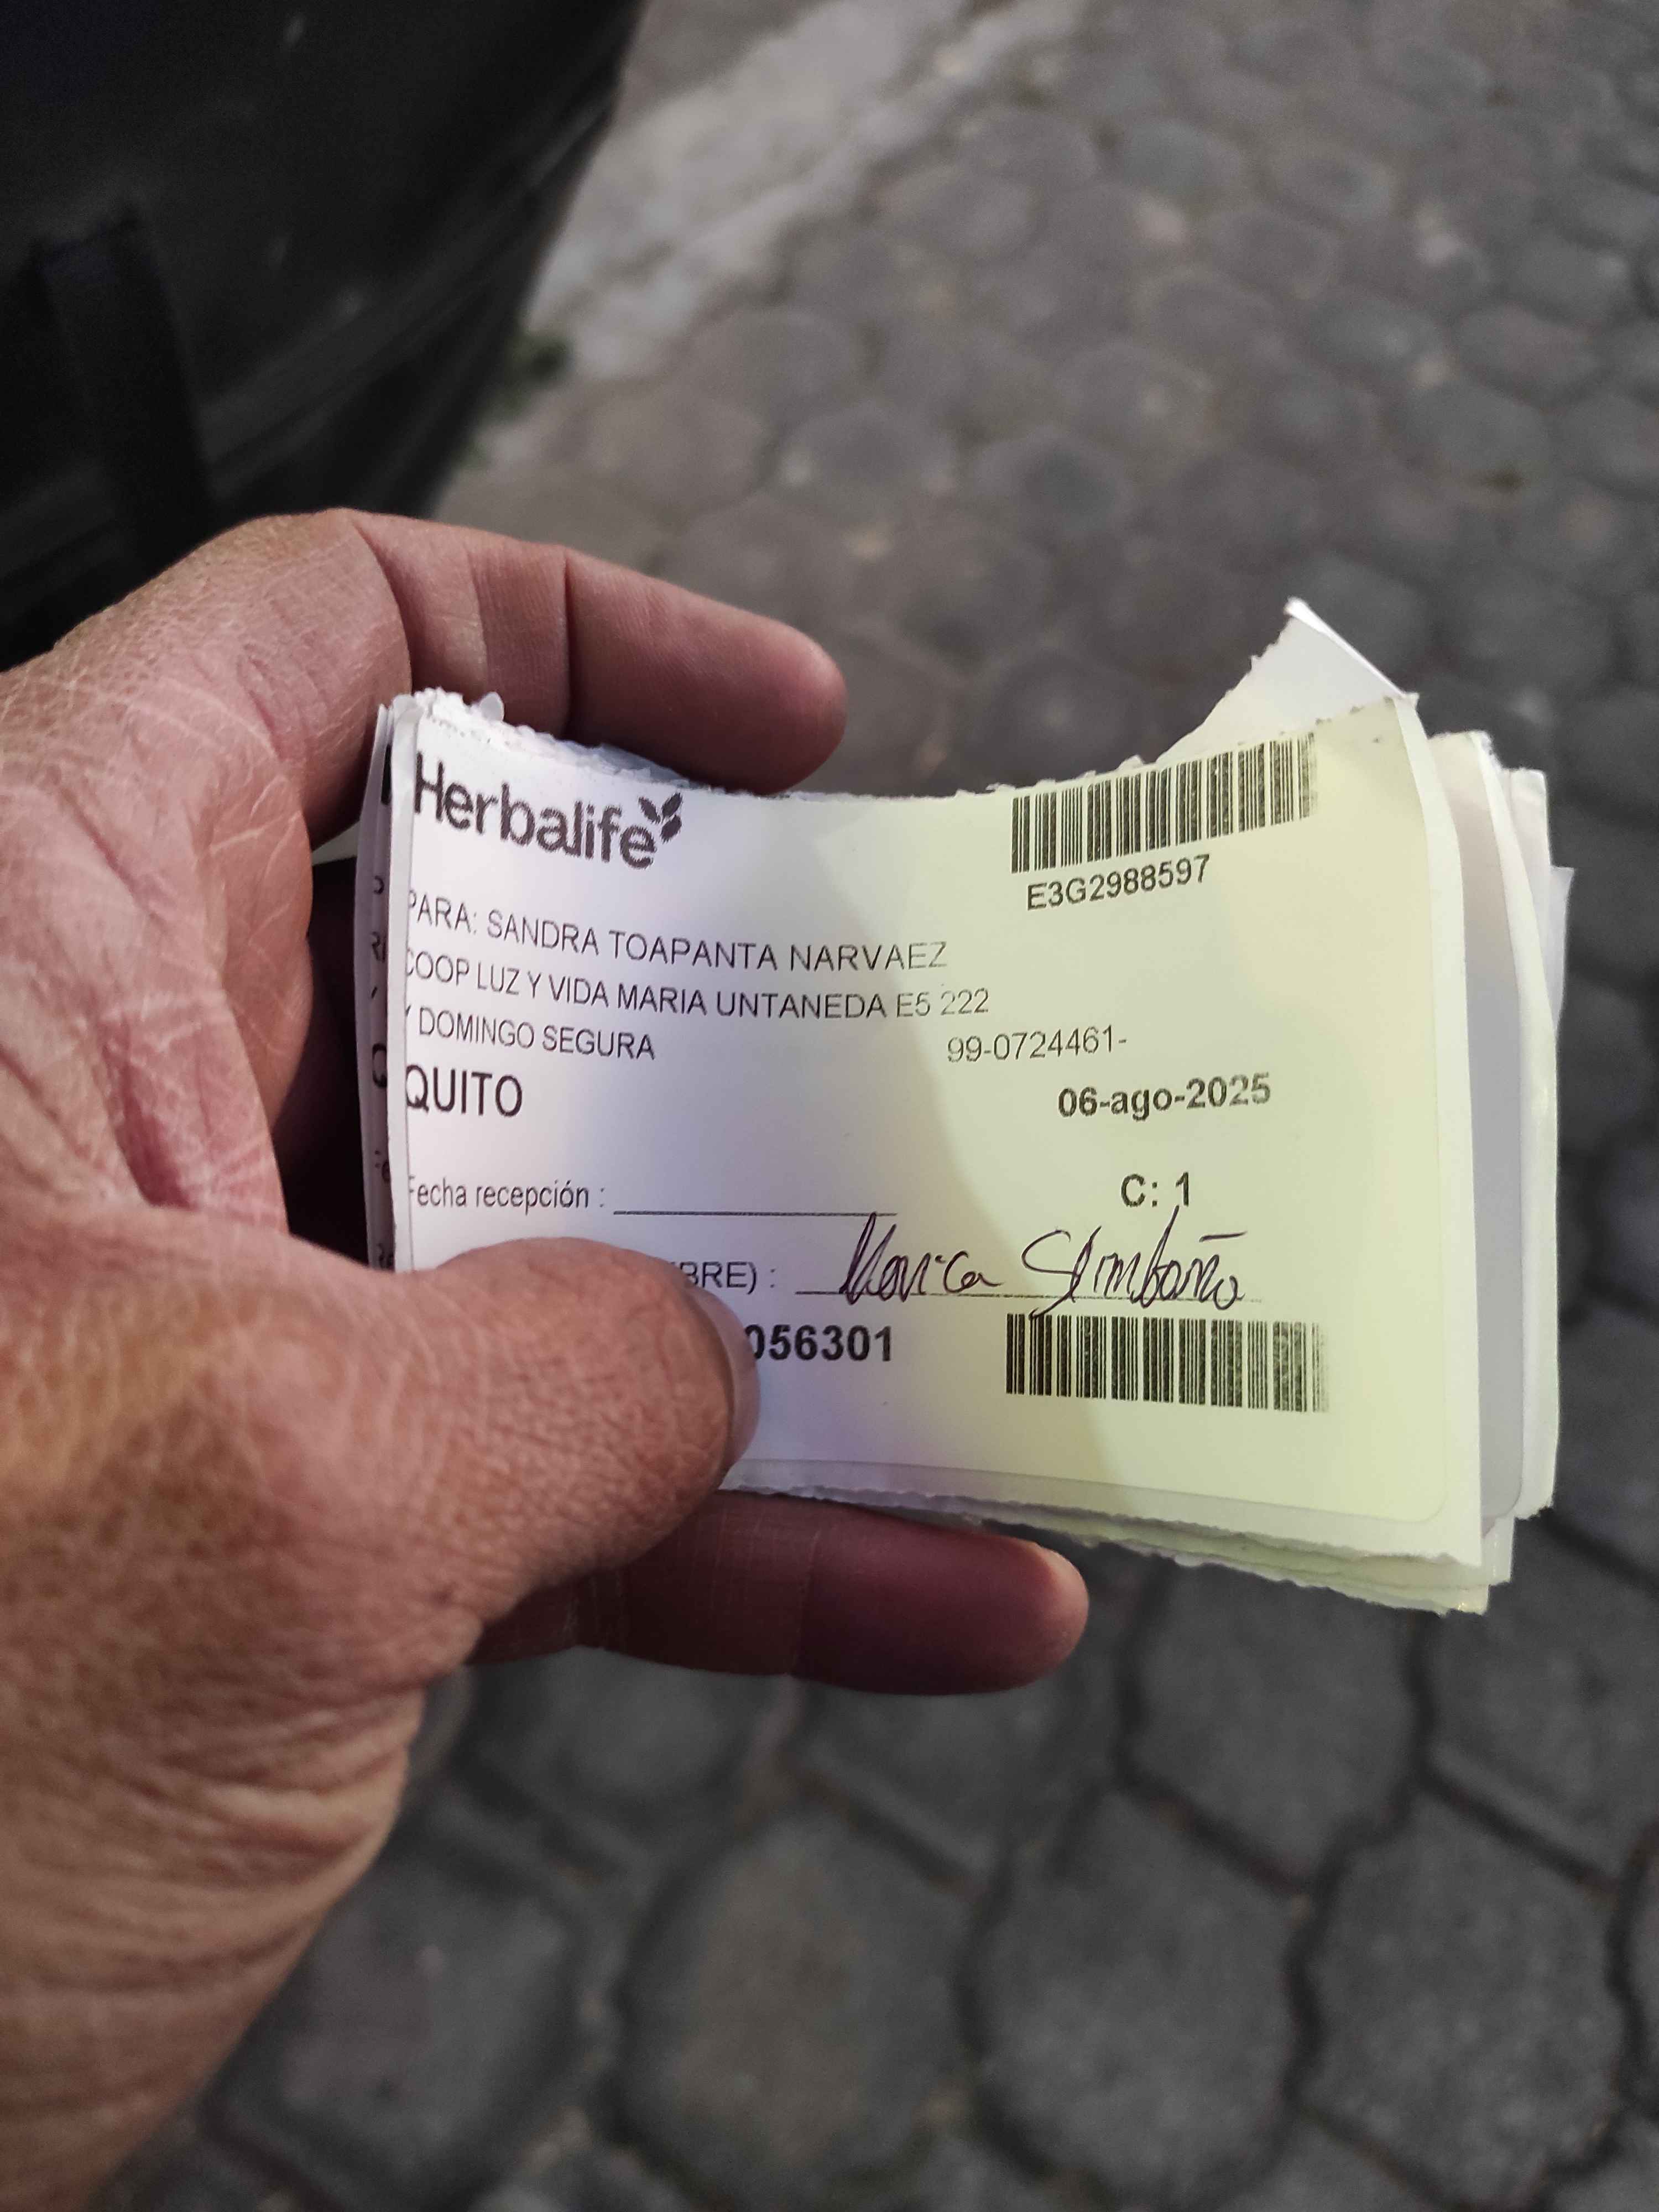 Herbalife
E3G2988597
PARA: SANDRA TOAPANTA NARVAEZ
COOP LUZ Y VIDA MARIA UNTANEDA E5 222
Y DOMINGO SEGURA 99-0724461-
QUITO 06-ago-2025
Fecha recepción :
C: 1
BRE) :
056301